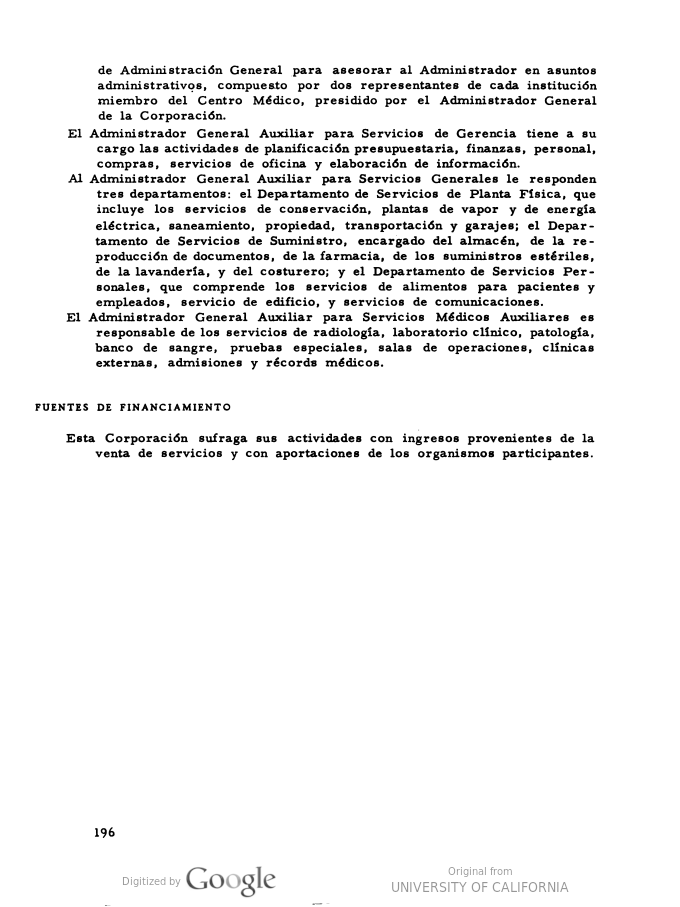 de Administración General para asesorar al Administrador en asuntos
administrativos, compuesto por dos representantes de cada institución
miembro del Centro Médico, presidido por el Administrador General
de la Corporación.
El Administrador General Auxiliar para Servicios de Gerencia tiene a su
cargo las actividades de planificación presupuestaria, finanzas, personal,
compras, servicios de oficina y elaboración de información.
Al Administrador General Auxiliar para Servicios Generales le responden
tres departamentos: el Departamento de Servicios de Planta Física, que
incluye los servicios de conservación, plantas de vapor y de energía
eléctrica, saneamiento, propiedad, transportación y garajes; el Depar-
tamento de Servicios de Suministro, encargado del almacén, de la re-
producción de documentos, de la farmacia, de los suministros estériles,
de la lavandería, y del costurero; y el Departamento de Servicios Per-
sonales, que comprende los servicios de alimentos para pacientes y
empleados, servicio de edificio, y servicios de comunicaciones.
El Administrador General Auxiliar para Servicios Médicos Auxiliares es
responsable de los servicios de radiología, laboratorio clínico, patología,
banco de sangre, pruebas especiales, salas de operaciones, clínicas
externas, admisiones y récords médicos.
FUENTES DE FINANCIAMIENTO
Esta Corporación sufraga sus actividades con ingresos provenientes de la
venta de servicios y con aportaciones de los organismos participantes.
196
Digitized by Google
Original from
UNIVERSITY OF CALIFORNIA